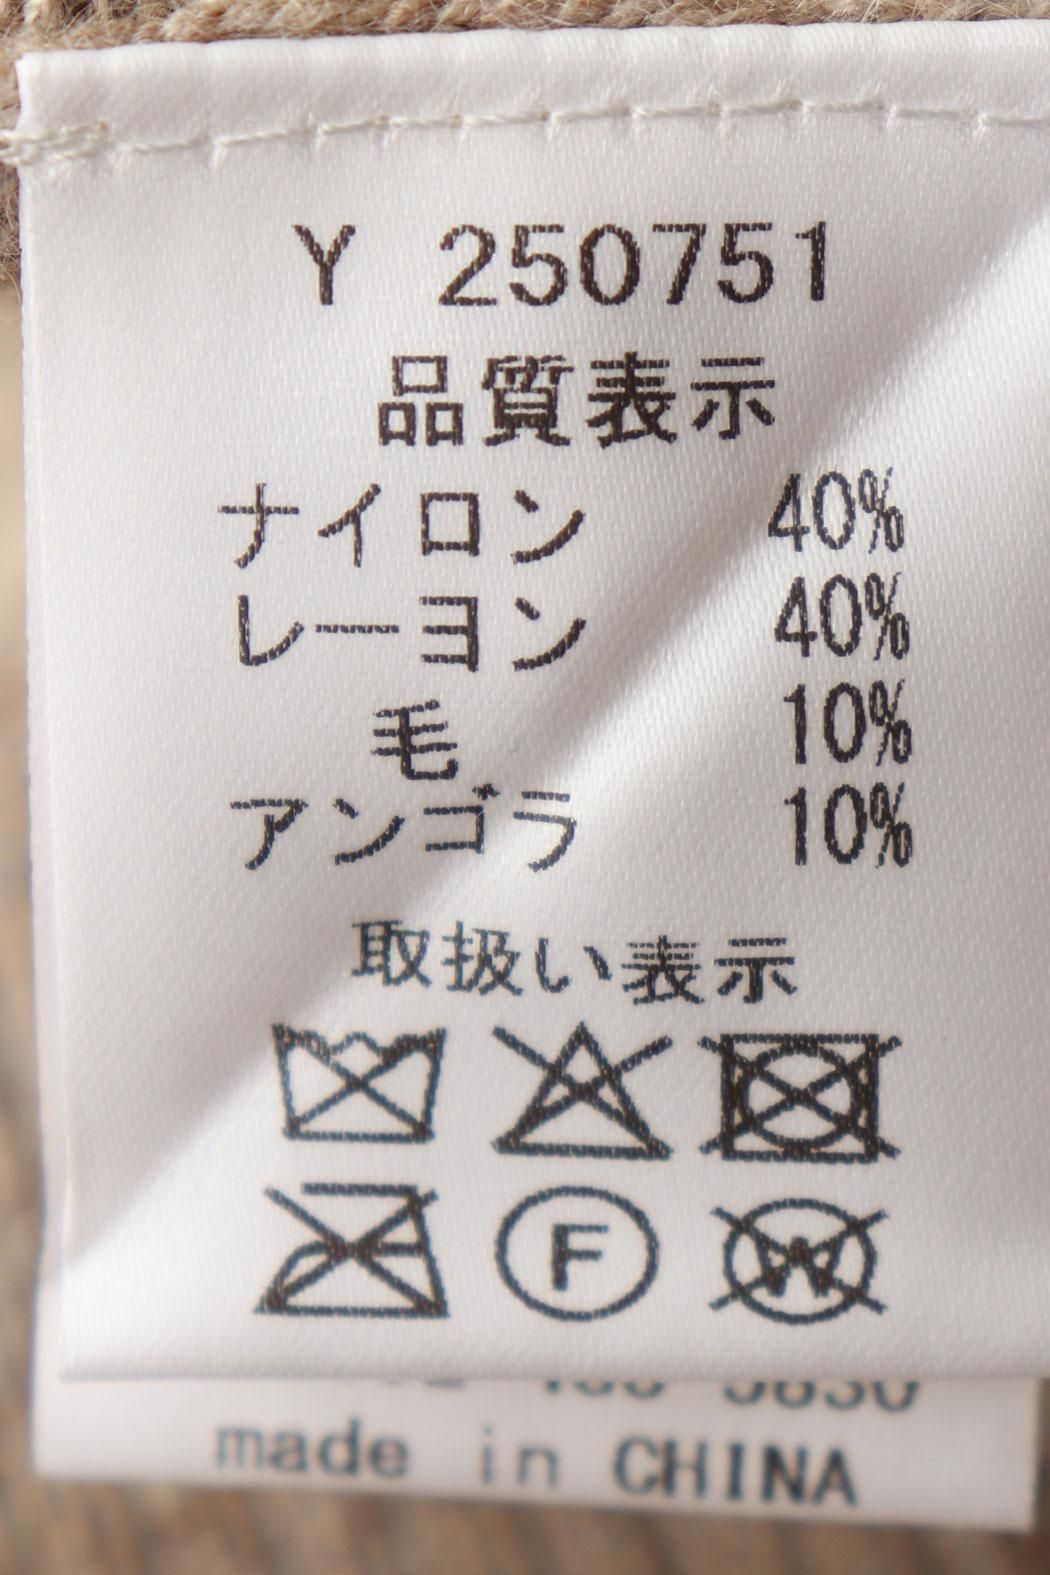 Y 250751
品質表示
ナイロン 40%
レーヨン 40%
毛 10%
アンゴラ 10%
取扱い表示
F W
made in CHINA